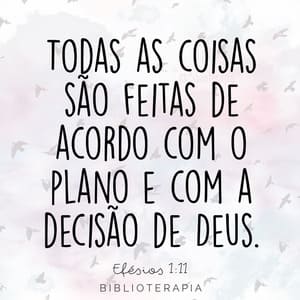 TODAS AS COISAS
SÃO FEITAS DE
ACORDO COM O
PLANO E COM A
DECISÃO DE DEUS.
Efésios 1:11
BIBLIOTERAPIA